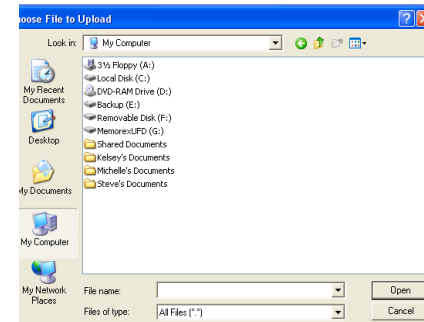 oose File to Upload
Look in:
My Computer
3½ Floppy (A:)
Local Disk (C:)
DVD-RAM Drive (D:)
Backup (E:)
Removable Disk (F:)
MemorexUFD (G:)
Shared Documents
Kelsey's Documents
Michelle's Documents
Steve's Documents
My Recent
Documents
Desktop
My Documents
My Computer
My Network
Places
File name:
Open
Files of type:
All Files (*.*)
Cancel